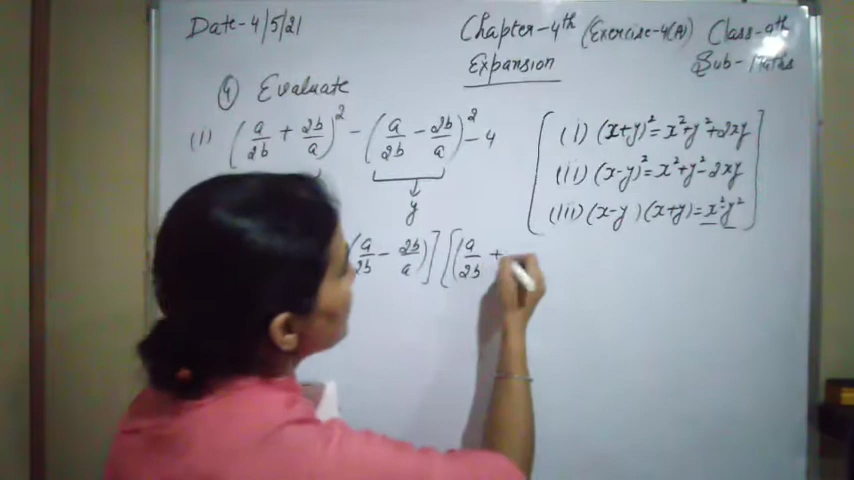 Date-4/5/21
Chapter-4th (Exercise-4(A)) Class-9th
Expansion
Sub-Maths
④ Evaluate
(i) (a/2b + 2b/a)² - (a/2b - 2b/a)² - 4
y
[(i) (x+y)² = x²+y²+2xy
(ii) (x-y)² = x²+y²-2xy
(iii) (x-y)(x+y) = x²-y²]
(a/2b - 2b/a)] [(a/2b +